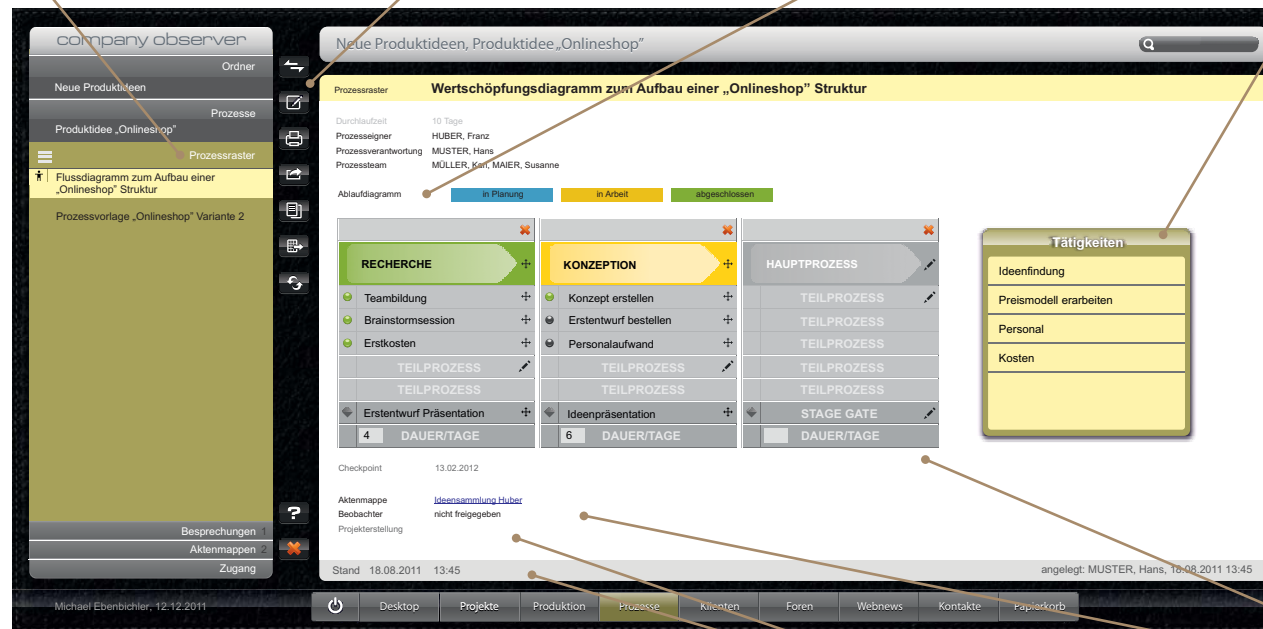 company observer
Ordner
Neue Produktideen
Prozesse
Produktidee „Onlineshop"
Prozessraster
Flussdiagramm zum Aufbau einer
„Onlineshop" Struktur
Prozessvorlage „Onlineshop" Variante 2
Besprechungen 1
Aktenmappen 2
Zugang
Michael Ebenbichler, 12.12.2011
?
Neue Produktideen, Produktidee „Onlineshop"
Prozessraster Wertschöpfungsdiagramm zum Aufbau einer „Onlineshop" Struktur
Durchlaufzeit 10 Tage
Prozesseigner HUBER, Franz
Prozessverantwortung MUSTER, Hans
Prozessteam MÜLLER, Karl, MAIER, Susanne
Ablaufdiagramm in Planung in Arbeit abgeschlossen
RECHERCHE KONZEPTION HAUPTPROZESS
Teambildung Konzept erstellen TEILPROZESS
Brainstormsession Erstentwurf bestellen TEILPROZESS
Erstkosten Personalaufwand TEILPROZESS
TEILPROZESS TEILPROZESS TEILPROZESS
TEILPROZESS TEILPROZESS TEILPROZESS
Erstentwurf Präsentation Ideenpräsentation STAGE GATE
4 DAUER/TAGE 6 DAUER/TAGE DAUER/TAGE
Tätigkeiten
Ideenfindung
Preismodell erarbeiten
Personal
Kosten
Checkpoint 13.02.2012
Aktenmappe Ideensammlung Huber
Beobachter nicht freigegeben
Projekterstellung
Stand 18.08.2011 13:45 angelegt: MUSTER, Hans, 18.08.2011 13:45
Desktop Projekte Produktion Prozesse Klienten Foren Webnews Kontakte Papierkorb